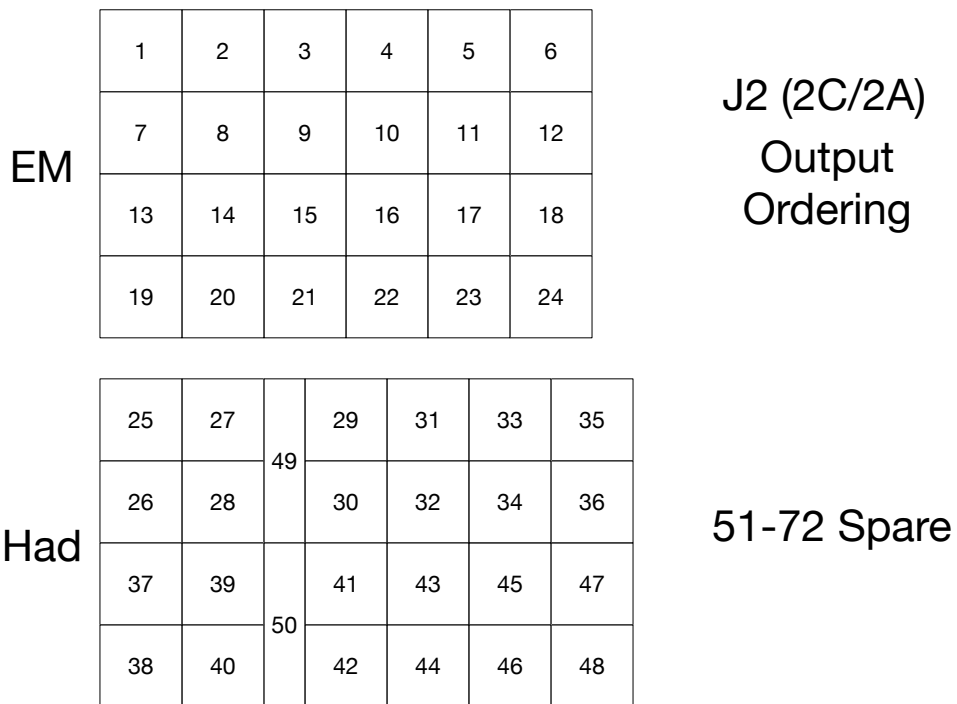 1 2 3 4 5 6
7 8 9 10 11 12
EM
13 14 15 16 17 18
19 20 21 22 23 24
J2 (2C/2A)
Output
Ordering
25 27 29 31 33 35
49
26 28 30 32 34 36
Had
37 39 41 43 45 47
50
38 40 42 44 46 48
51-72 Spare